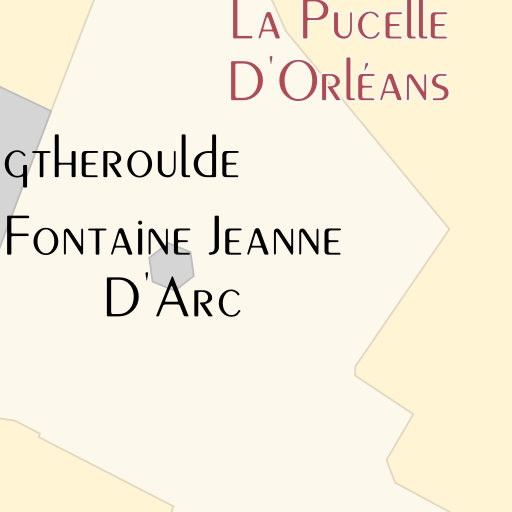 La Pucelle
D'Orléans
gtheroulde
Fontaine Jeanne
D'Arc